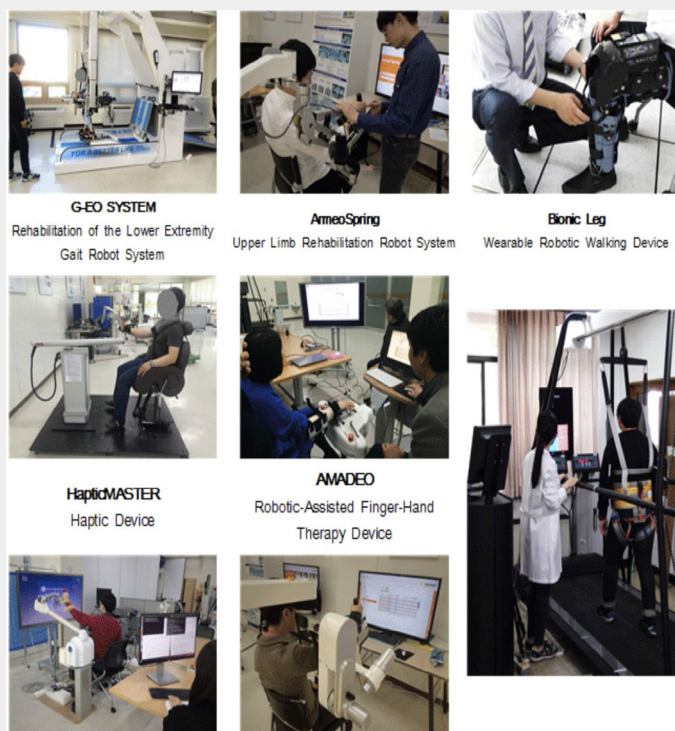 FOR A BETTER LIFE
G-EO SYSTEM
Rehabilitation of the Lower Extremity
Gait Robot System
ArmeoSpring
Upper Limb Rehabilitation Robot System
Bionic Leg
Wearable Robotic Walking Device
HapticMASTER
Haptic Device
AMADEO
Robotic-Assisted Finger-Hand
Therapy Device